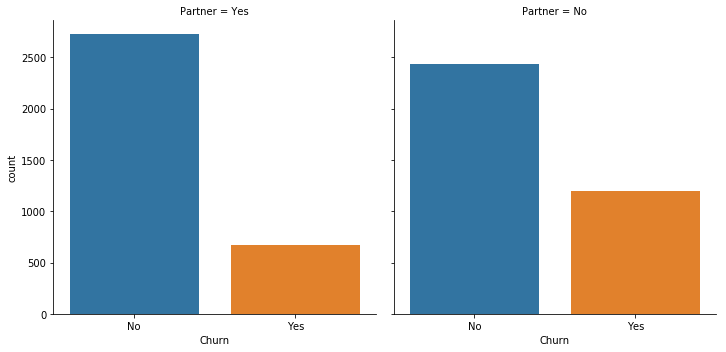 Partner = Yes
Partner = No
count
2500
2000
1500
1000
500
0
No
Yes
No
Yes
Churn
Churn